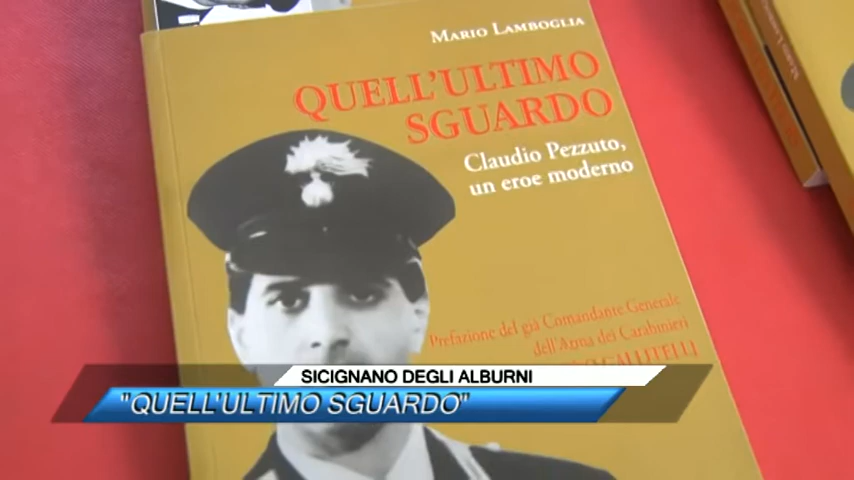 MARIO LAMBOGLIA
QUELL'ULTIMO
SGUARDO
Claudio Pezzuto,
un eroe moderno
Prefazione del già Comandante Generale
dell'Arma dei Carabinieri
GALLITELLI
SICIGNANO DEGLI ALBURNI
"QUELL'ULTIMO SGUARDO"